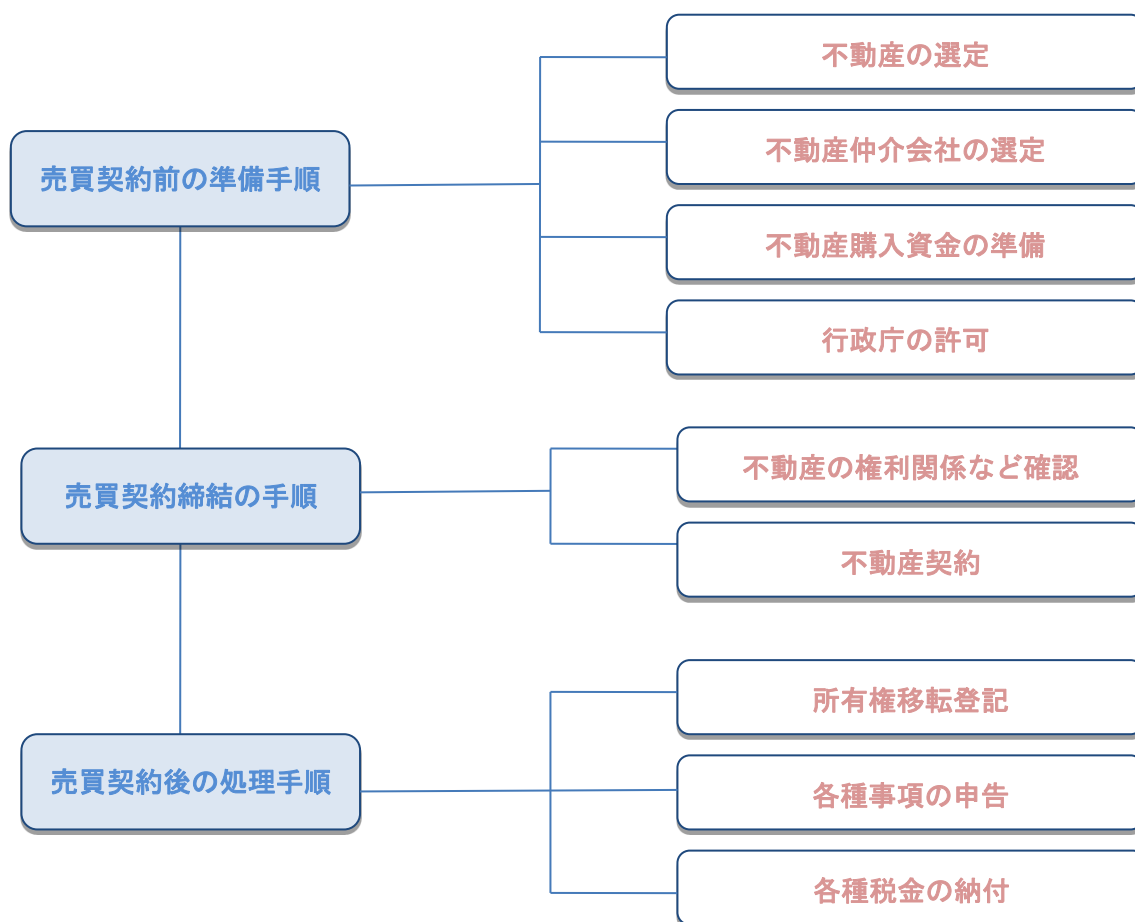 売買契約前の準備手順
不動産の選定
不動産仲介会社の選定
不動産購入資金の準備
行政庁の許可
売買契約締結の手順
不動産の権利関係など確認
不動産契約
売買契約後の処理手順
所有権移転登記
各種事項の申告
各種税金の納付